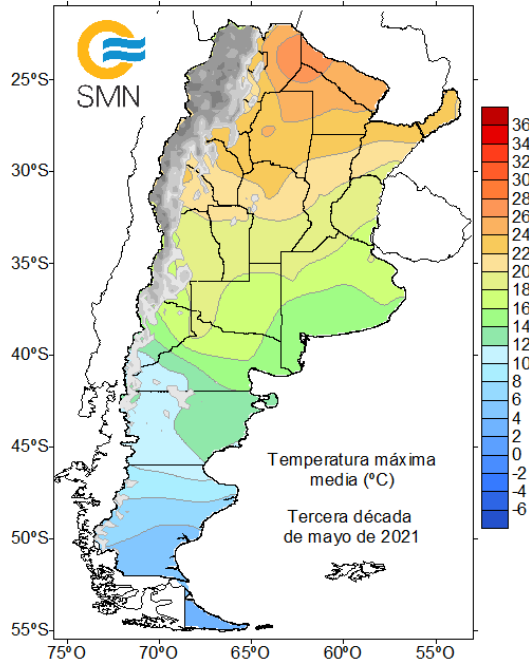 SMN
25°S
30°S
35°S
40°S
45°S
50°S
55°S
75°O
70°O
65°O
60°O
55°O
36
34
32
30
28
26
24
22
20
18
16
14
12
10
8
6
4
2
0
-2
-4
-6
Temperatura máxima
media (ºC)
Tercera década
de mayo de 2021